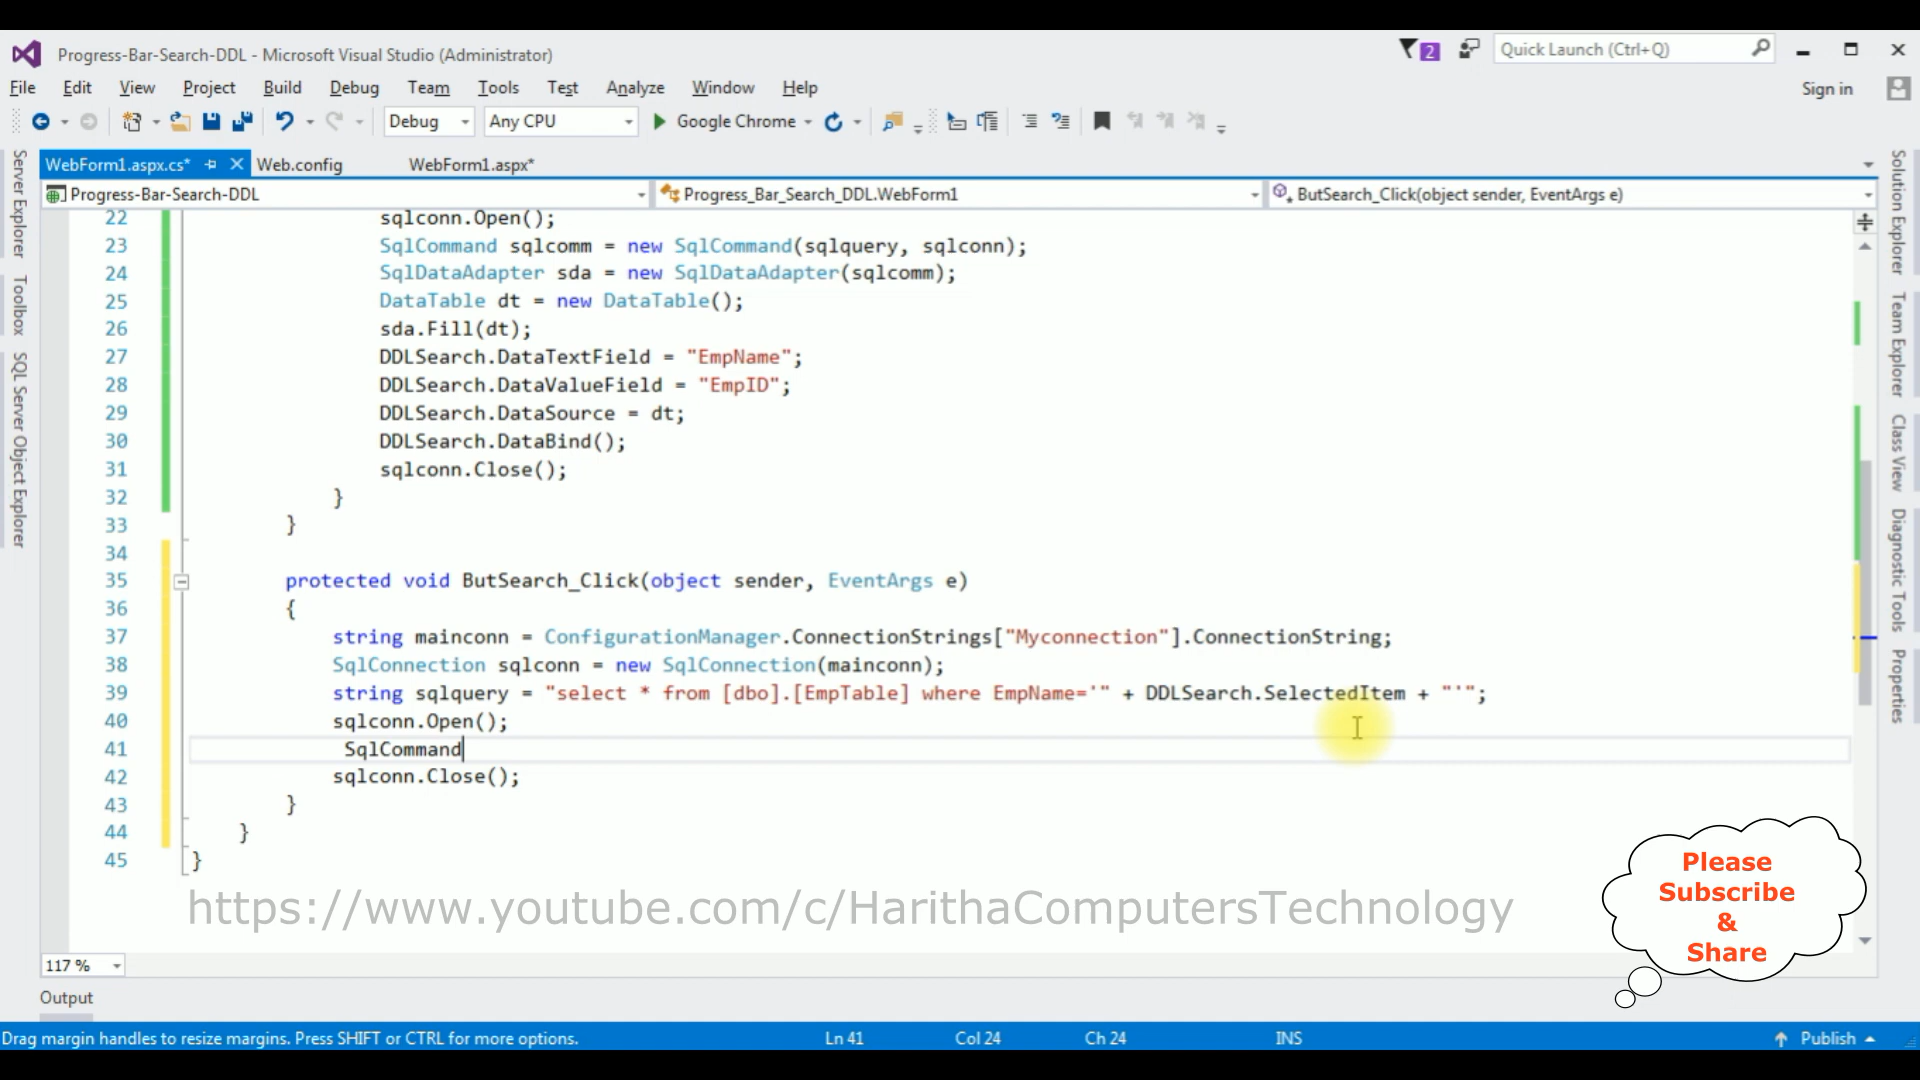 Progress-Bar-Search-DDL - Microsoft Visual Studio (Administrator)
2
Quick Launch (Ctrl+Q)
File Edit View Project Build Debug Team Tools Test Analyze Window Help
Sign in
Debug Any CPU Google Chrome
WebForm1.aspx.cs* Web.config WebForm1.aspx*
Progress-Bar-Search-DDL Progress_Bar_Search_DDL.WebForm1 ButSearch_Click(object sender, EventArgs e)
22 sqlconn.Open();
23 SqlCommand sqlcomm = new SqlCommand(sqlquery, sqlconn);
24 SqlDataAdapter sda = new SqlDataAdapter(sqlcomm);
25 DataTable dt = new DataTable();
26 sda.Fill(dt);
27 DDLSearch.DataTextField = "EmpName";
28 DDLSearch.DataValueField = "EmpID";
29 DDLSearch.DataSource = dt;
30 DDLSearch.DataBind();
31 sqlconn.Close();
32 }
33 }
34
35 protected void ButSearch_Click(object sender, EventArgs e)
36 {
37 string mainconn = ConfigurationManager.ConnectionStrings["Myconnection"].ConnectionString;
38 SqlConnection sqlconn = new SqlConnection(mainconn);
39 string sqlquery = "select * from [dbo].[EmpTable] where EmpName='" + DDLSearch.SelectedItem + "'";
40 sqlconn.Open();
41 SqlCommand
42 sqlconn.Close();
43 }
44 }
45 }
https://www.youtube.com/c/HarithaComputersTechnology
Please
Subscribe
&
Share
117 %
Output
Drag margin handles to resize margins. Press SHIFT or CTRL for more options. Ln 41 Col 24 Ch 24 INS Publish
Server Explorer
Toolbox
SQL Server Object Explorer
Solution Explorer
Team Explorer
Class View
Diagnostic Tools
Properties